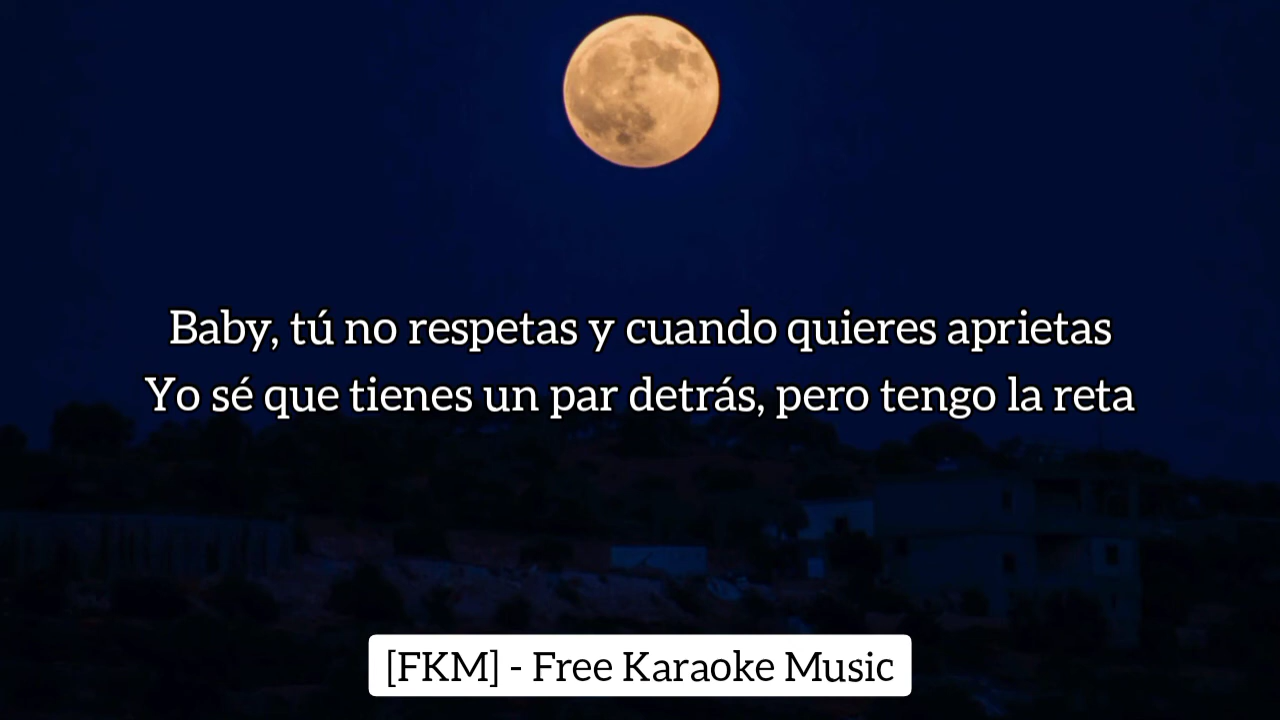 Baby, tú no respetas y cuando quieres aprietas
Yo sé que tienes un par detrás, pero tengo la reta
[FKM] - Free Karaoke Music